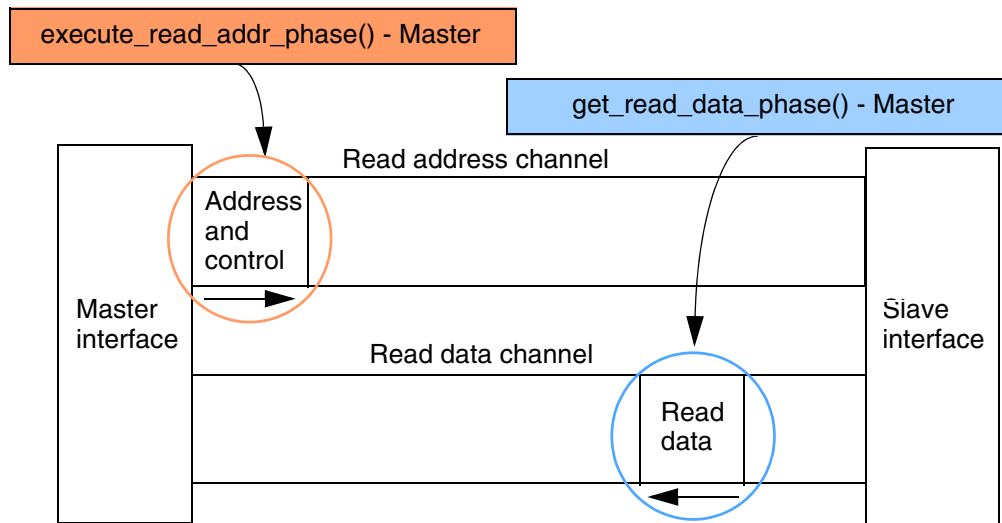 execute_read_addr_phase() - Master
get_read_data_phase() - Master
Read address channel
Address
and
control
Master
interface
Slave
interface
Read data channel
Read
data